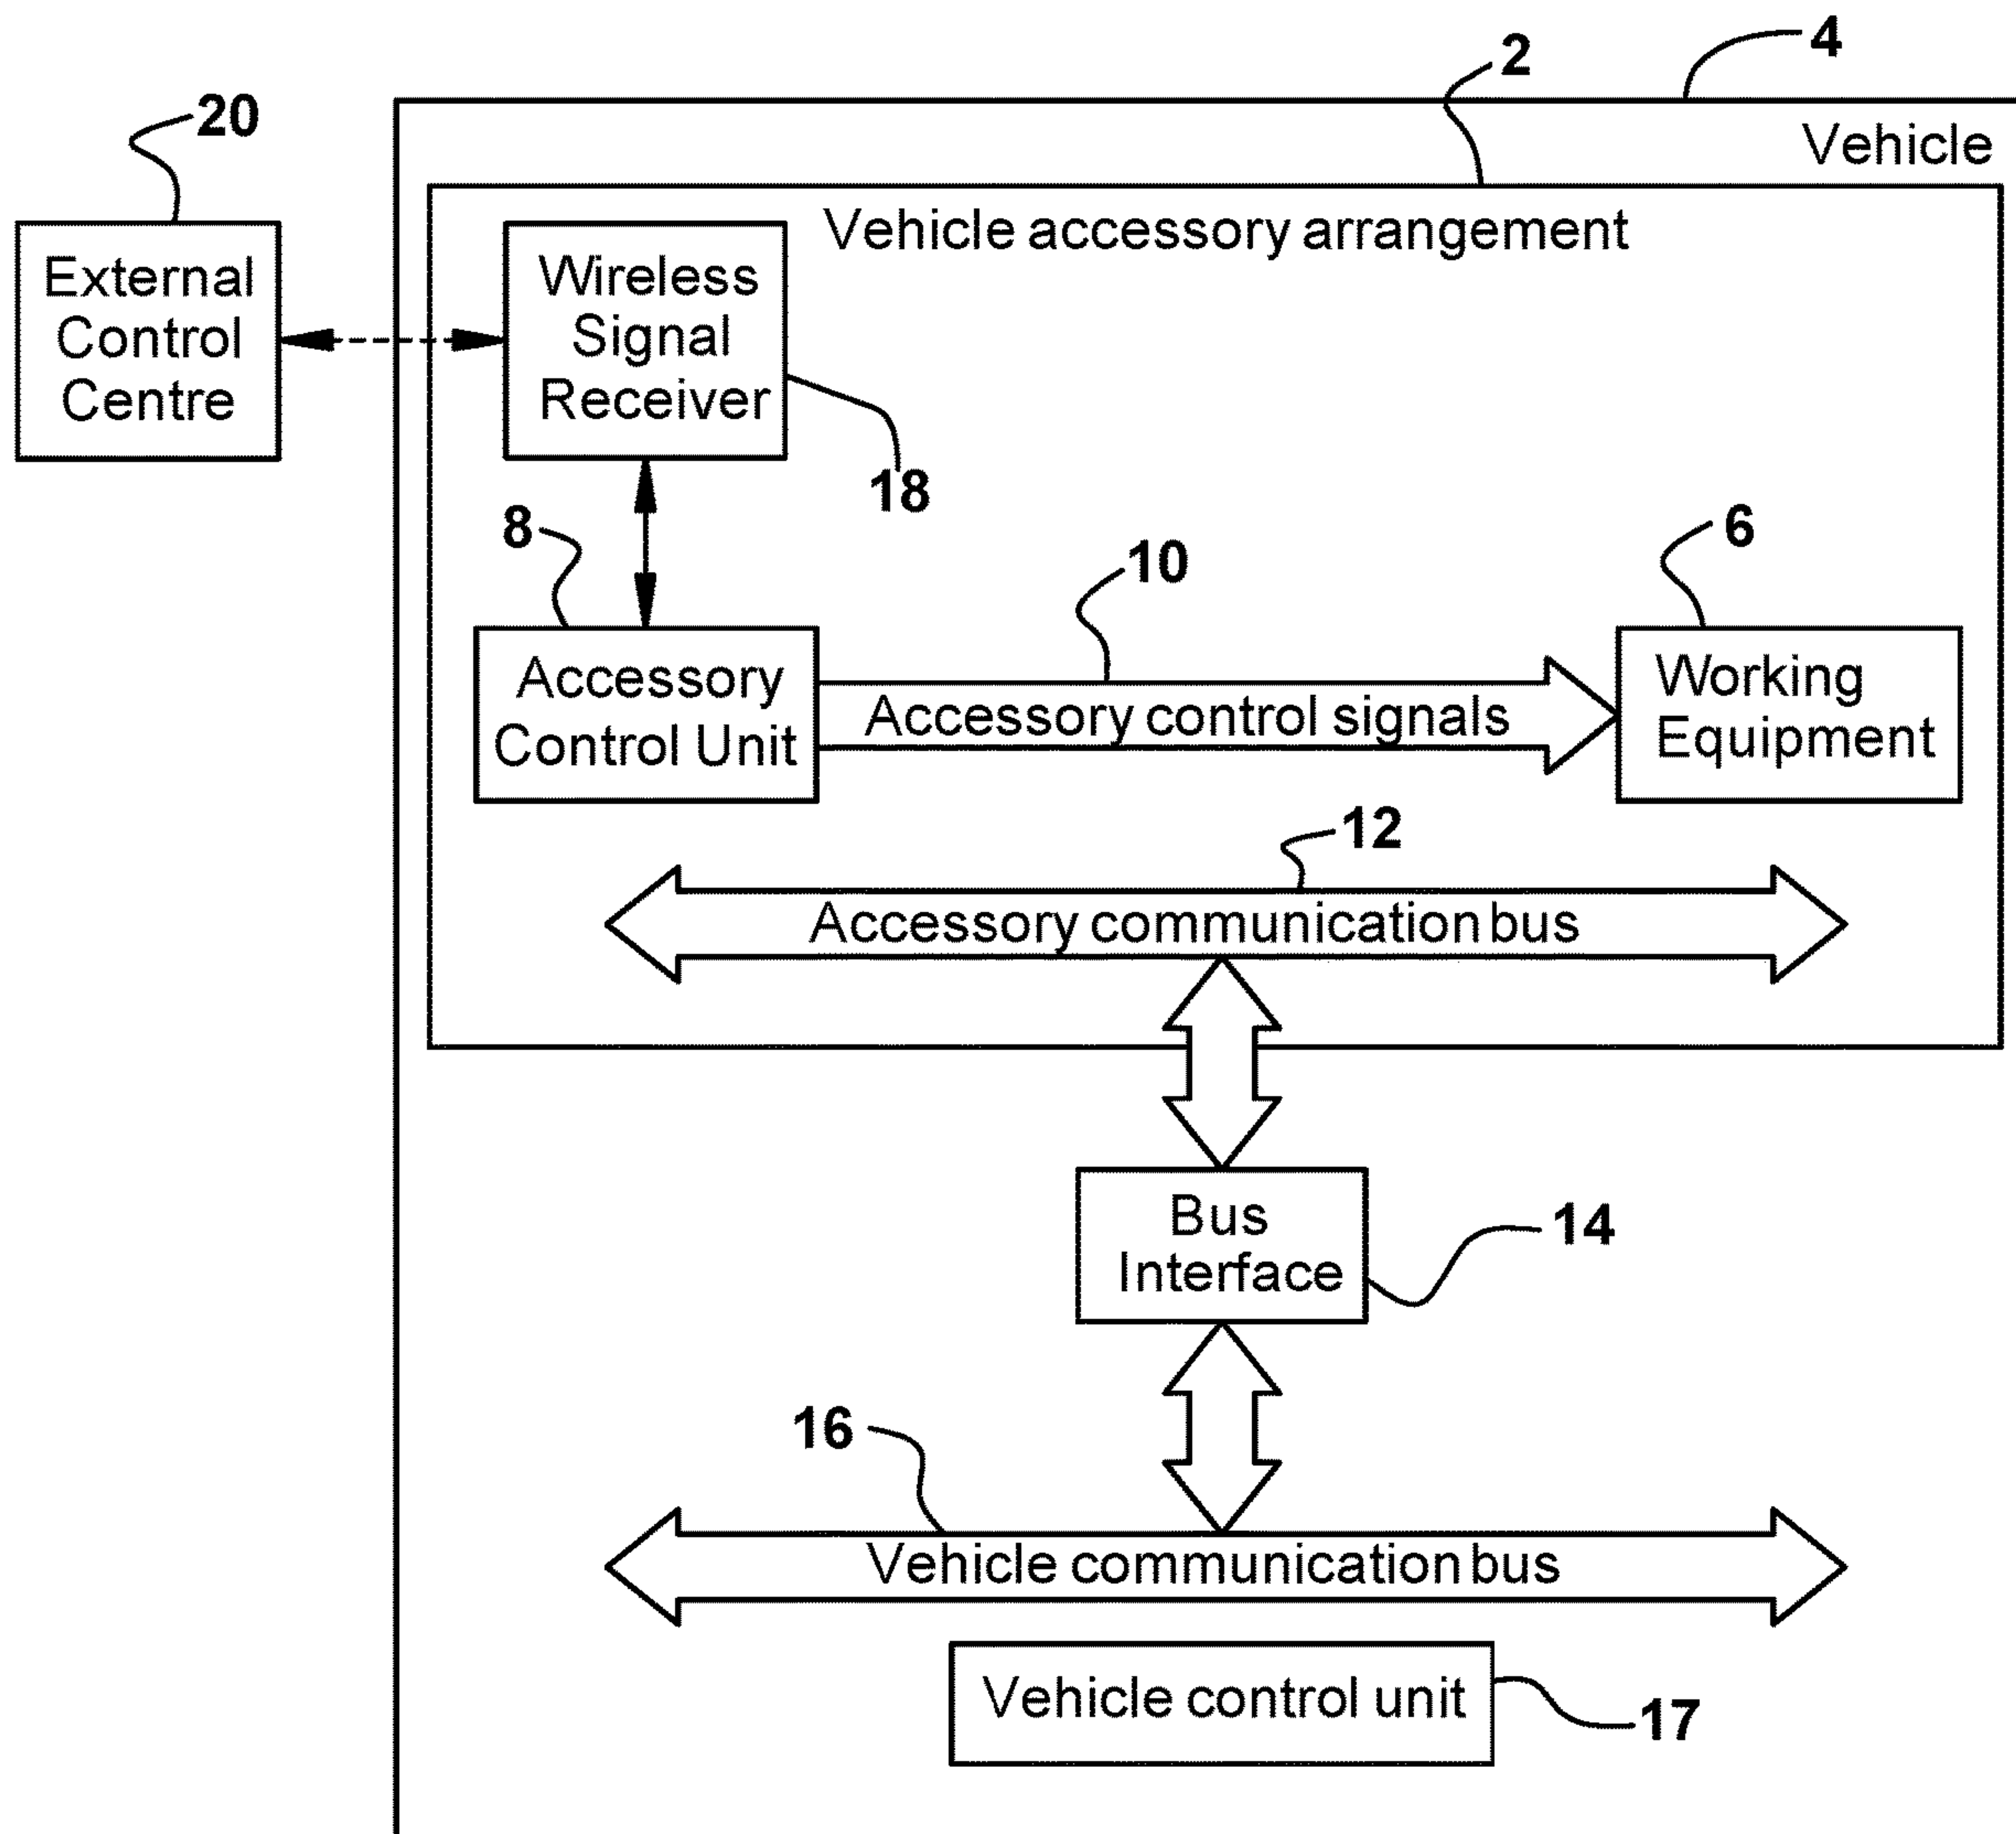 4
2
20
Vehicle
Vehicle accessory arrangement
External
Control
Centre
Wireless
Signal
Receiver
18
8
10
6
Accessory
Control Unit
Accessory control signals
Working
Equipment
12
Accessory communication bus
Bus
Interface
14
16
Vehicle communication bus
Vehicle control unit
17